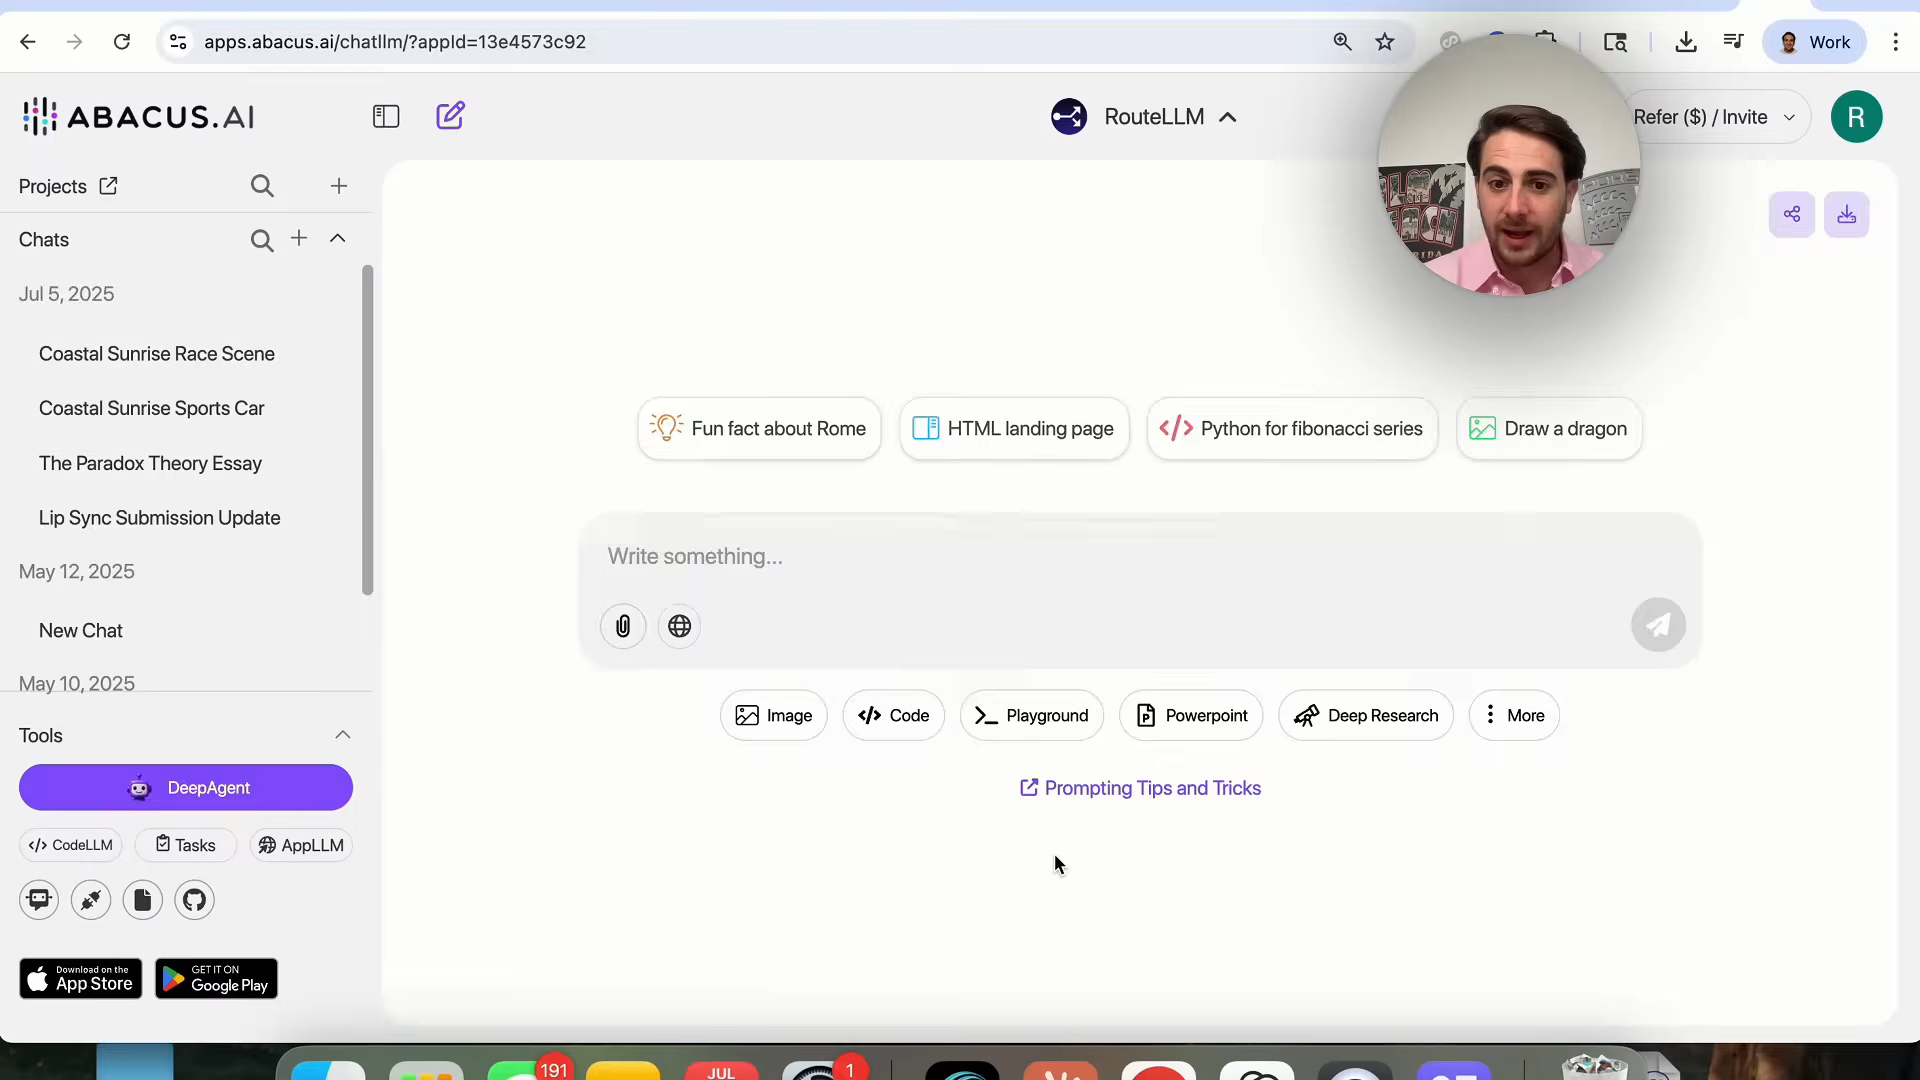 apps.abacus.ai/chatllm/?appId=13e4573c92
Work
ABACUS.AI
RouteLLM
Refer ($) / Invite
R
Projects
Chats
Jul 5, 2025
Coastal Sunrise Race Scene
Coastal Sunrise Sports Car
The Paradox Theory Essay
Lip Sync Submission Update
May 12, 2025
New Chat
May 10, 2025
Fun fact about Rome
HTML landing page
Python for fibonacci series
Draw a dragon
Write something...
Image
Code
Playground
Powerpoint
Deep Research
More
Prompting Tips and Tricks
Tools
DeepAgent
CodeLLM
Tasks
AppLLM
Download on the
App Store
GET IT ON
Google Play
191
JUL
1